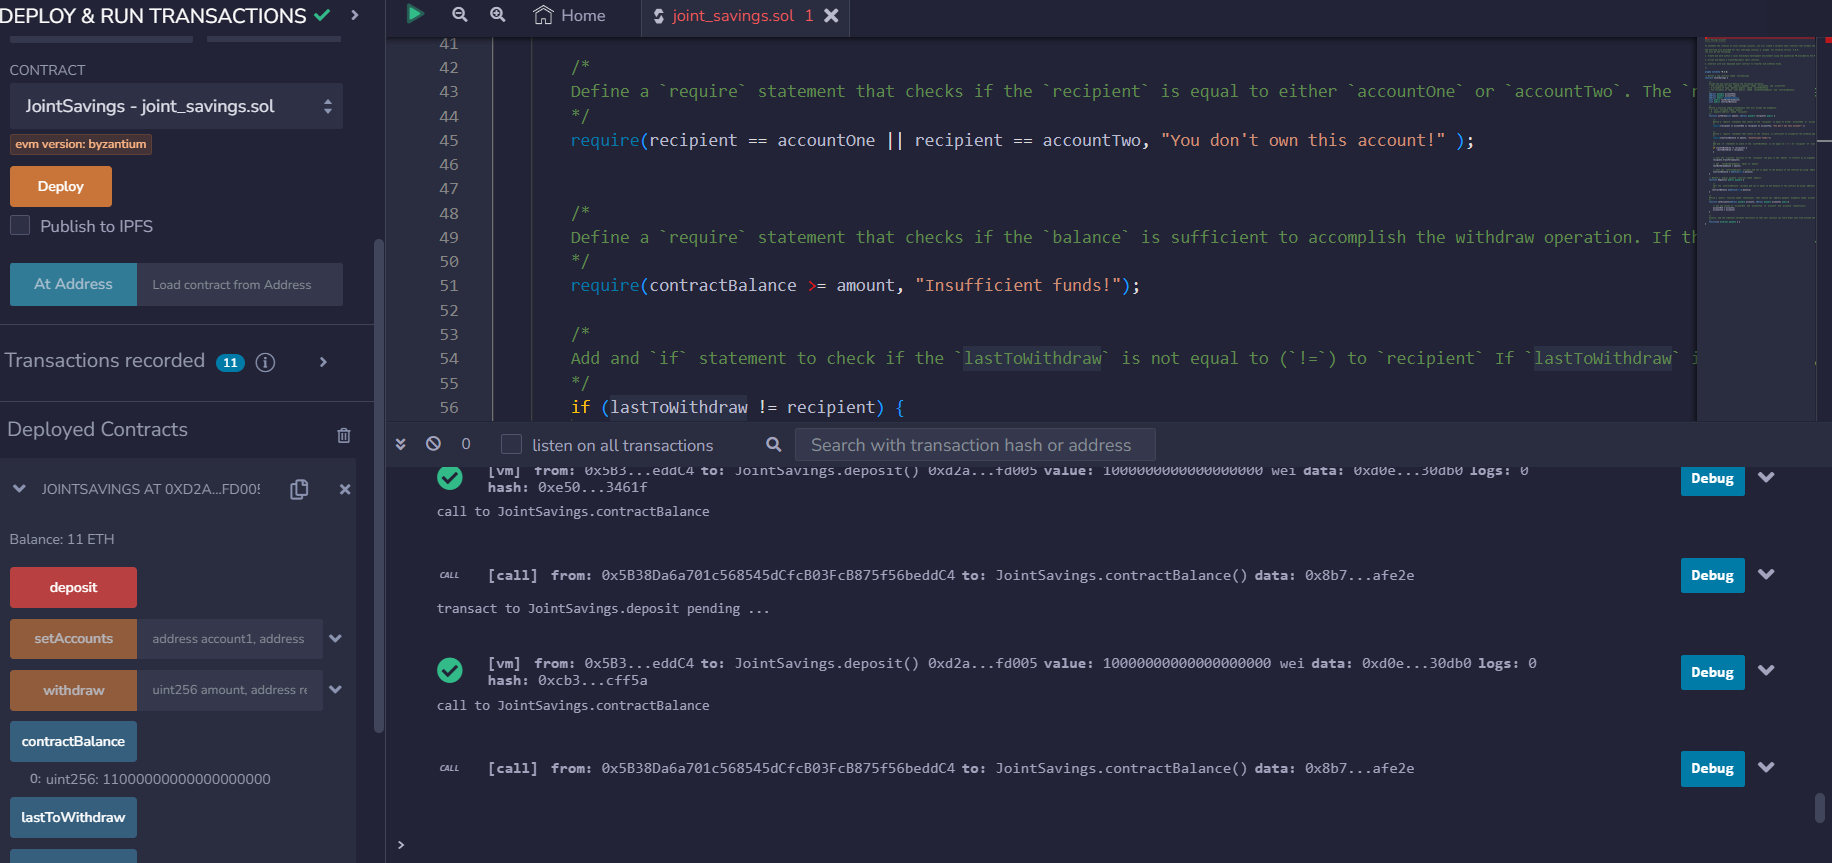 DEPLOY & RUN TRANSACTIONS
CONTRACT
JointSavings - joint_savings.sol
evm version: byzantium
Deploy
Publish to IPFS
At Address
Load contract from Address
Transactions recorded 11
Deployed Contracts
JOINTSAVINGS AT 0XD2A...FD005
Balance: 11 ETH
deposit
setAccounts
address account1, address
withdraw
uint256 amount, address re
contractBalance
0: uint256: 11000000000000000000
lastToWithdraw
Home
joint_savings.sol 1
41
42 /*
43 Define a `require` statement that checks if the `recipient` is equal to either `accountOne` or `accountTwo`. The `r
44 */
45 require(recipient == accountOne || recipient == accountTwo, "You don't own this account!" );
46
47
48 /*
49 Define a `require` statement that checks if the `balance` is sufficient to accomplish the withdraw operation. If th
50 */
51 require(contractBalance >= amount, "Insufficient funds!");
52
53 /*
54 Add and `if` statement to check if the `lastToWithdraw` is not equal to (`!=`) to `recipient` If `lastToWithdraw` i
55 */
56 if (lastToWithdraw != recipient) {
0
listen on all transactions
Search with transaction hash or address
[vm] from: 0x5B3...eddC4 to: JointSavings.deposit() 0xd2a...fd005 value: 1000000000000000000 wei data: 0xd0e...30db0 logs: 0
hash: 0xe50...3461f
Debug
call to JointSavings.contractBalance
CALL [call] from: 0x5B38Da6a701c568545dCfcB03FcB875f56beddC4 to: JointSavings.contractBalance() data: 0x8b7...afe2e
Debug
transact to JointSavings.deposit pending ...
[vm] from: 0x5B3...eddC4 to: JointSavings.deposit() 0xd2a...fd005 value: 10000000000000000000 wei data: 0xd0e...30db0 logs: 0
hash: 0xcb3...cff5a
Debug
call to JointSavings.contractBalance
CALL [call] from: 0x5B38Da6a701c568545dCfcB03FcB875f56beddC4 to: JointSavings.contractBalance() data: 0x8b7...afe2e
Debug
>